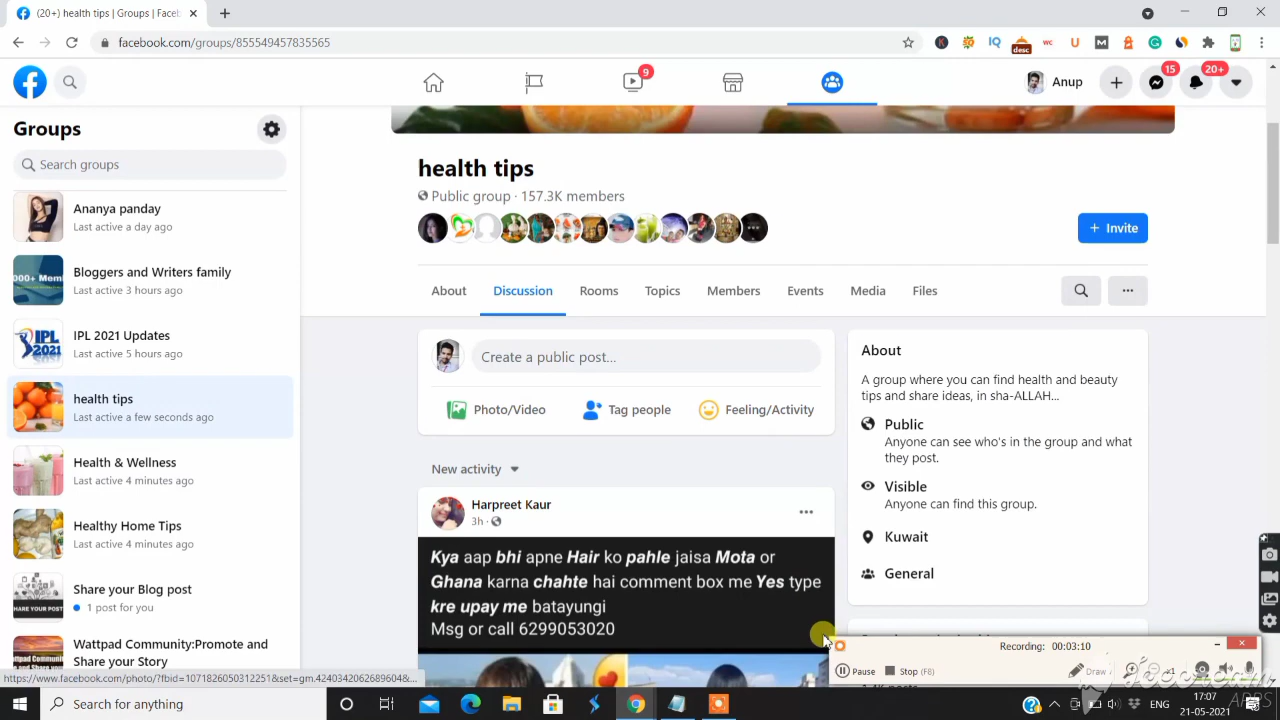 (20+) health tips | Groups | Faceb
facebook.com/groups/855549457835565
desc
9
Anup
15
20+
Groups
Search groups
Ananya panday
Last active a day ago
Bloggers and Writers family
Last active 3 hours ago
IPL 2021 Updates
Last active 5 hours ago
health tips
Last active a few seconds ago
Health & Wellness
Last active 4 minutes ago
Healthy Home Tips
Last active 4 minutes ago
Share your Blog post
1 post for you
Wattpad Community:Promote and
Share your Story
health tips
Public group · 157.3K members
+ Invite
About
Discussion
Rooms
Topics
Members
Events
Media
Files
Create a public post...
Photo/Video
Tag people
Feeling/Activity
New activity
Harpreet Kaur
3h ·
Kya aap bhi apne Hair ko pahle jaisa Mota or
Ghana karna chahte hai comment box me Yes type
kre upay me batayungi
Msg or call 6299053020
About
A group where you can find health and beauty
tips and share ideas, in sha-ALLAH...
Public
Anyone can see who's in the group and what
they post.
Visible
Anyone can find this group.
Kuwait
General
Recording: 00:03:10
Pause
Stop (F8)
Draw
x1
Search for anything
ENG
17:07
21-05-2021